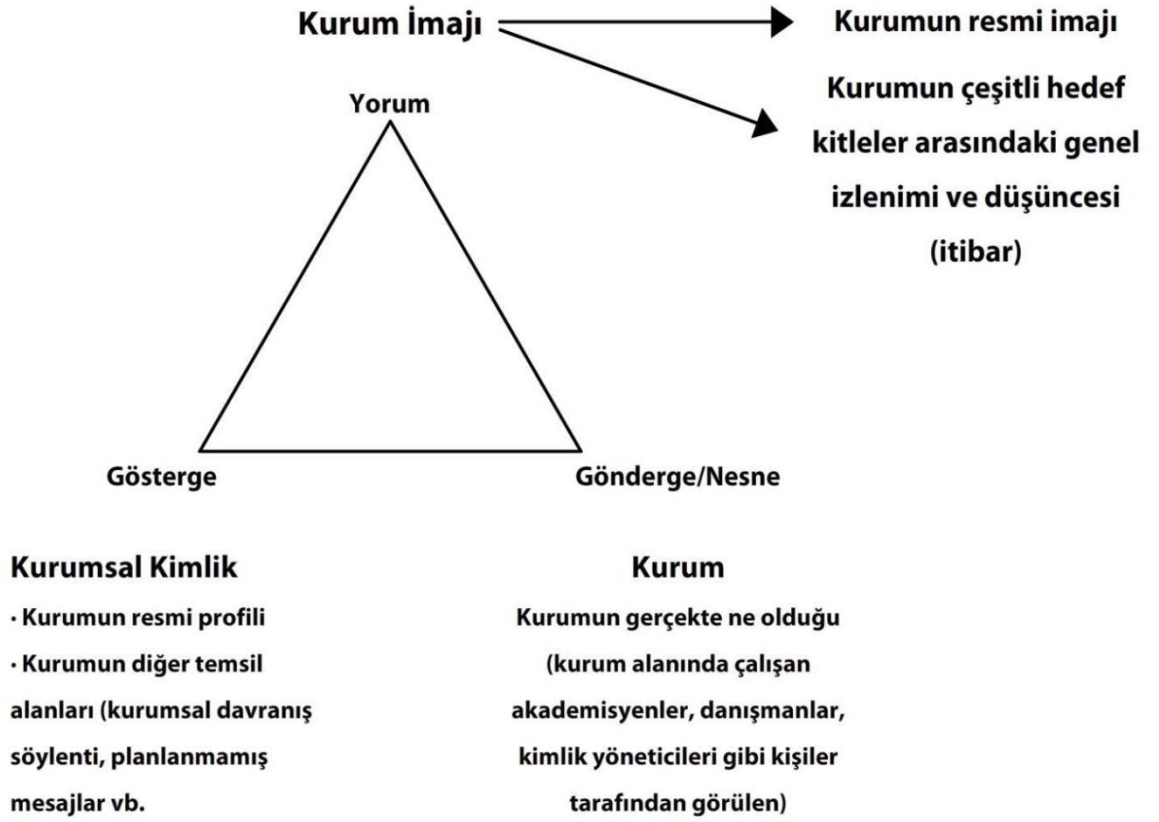 Kurum İmajı
Kurumun resmi imajı
Kurumun çeşitli hedef
kitleler arasındaki genel
izlenimi ve düşüncesi
(itibar)
Yorum
Gösterge
Gönderge/Nesne
Kurumsal Kimlik
· Kurumun resmi profili
· Kurumun diğer temsil
alanları (kurumsal davranış
söylenti, planlanmamış
mesajlar vb.
Kurum
Kurumun gerçekte ne olduğu
(kurum alanında çalışan
akademisyenler, danışmanlar,
kimlik yöneticileri gibi kişiler
tarafından görülen)